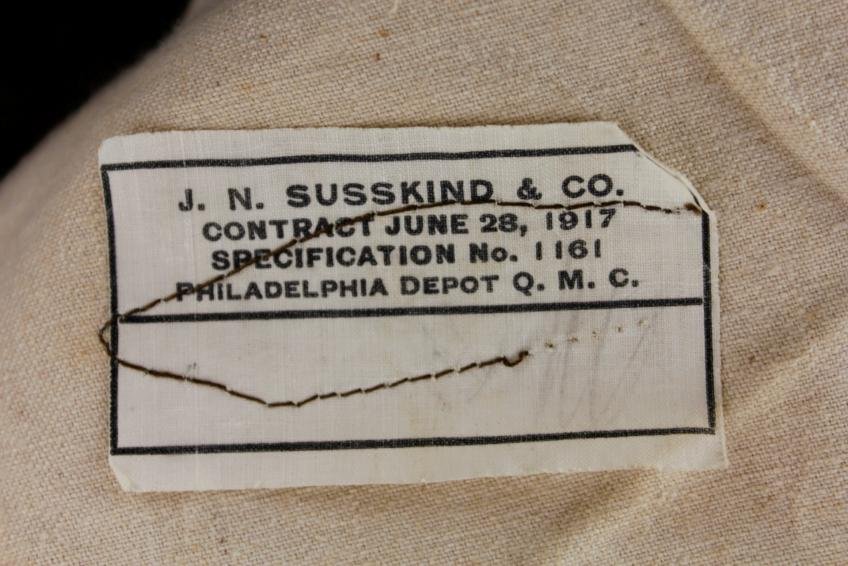 J. N. SUSSKIND & CO.
CONTRACT JUNE 28, 1917
SPECIFICATION No. 1161
PHILADELPHIA DEPOT Q. M. C.